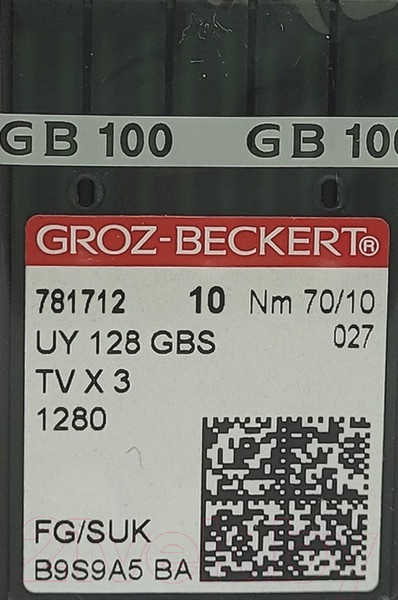 GB 100 GB 100
GROZ-BECKERT®
781712 10 Nm 70/10
UY 128 GBS 027
TV X 3
1280
FG/SUK
B9S9A5 BA